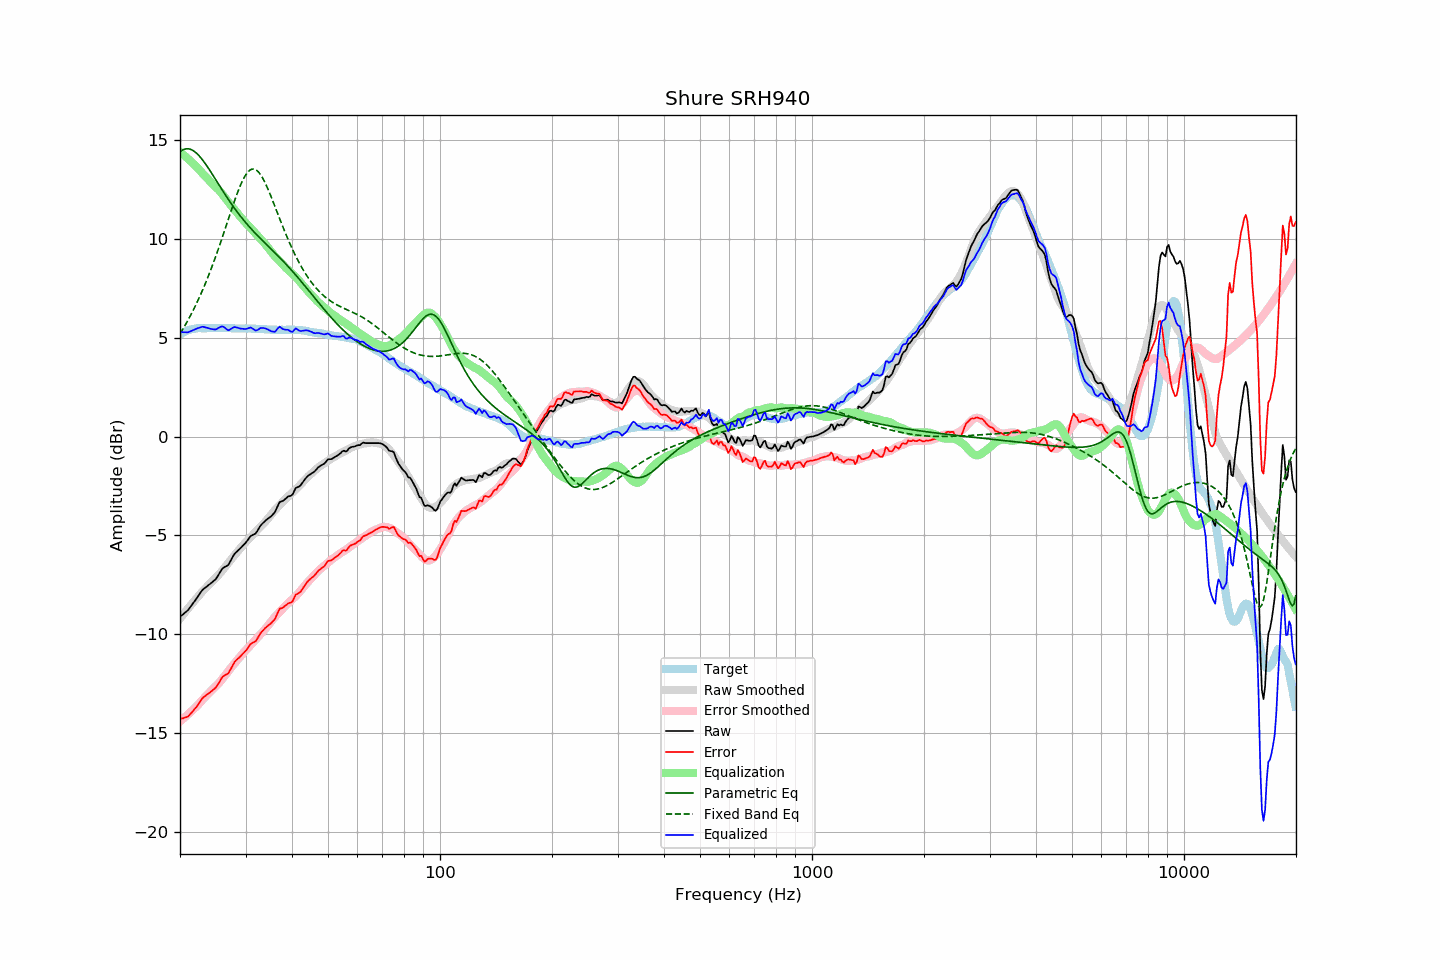 Shure SRH940
15
10
5
0
−5
−10
−15
−20
Amplitude (dBr)
100
1000
10000
Frequency (Hz)
Target
Raw Smoothed
Error Smoothed
Raw
Error
Equalization
Parametric Eq
Fixed Band Eq
Equalized